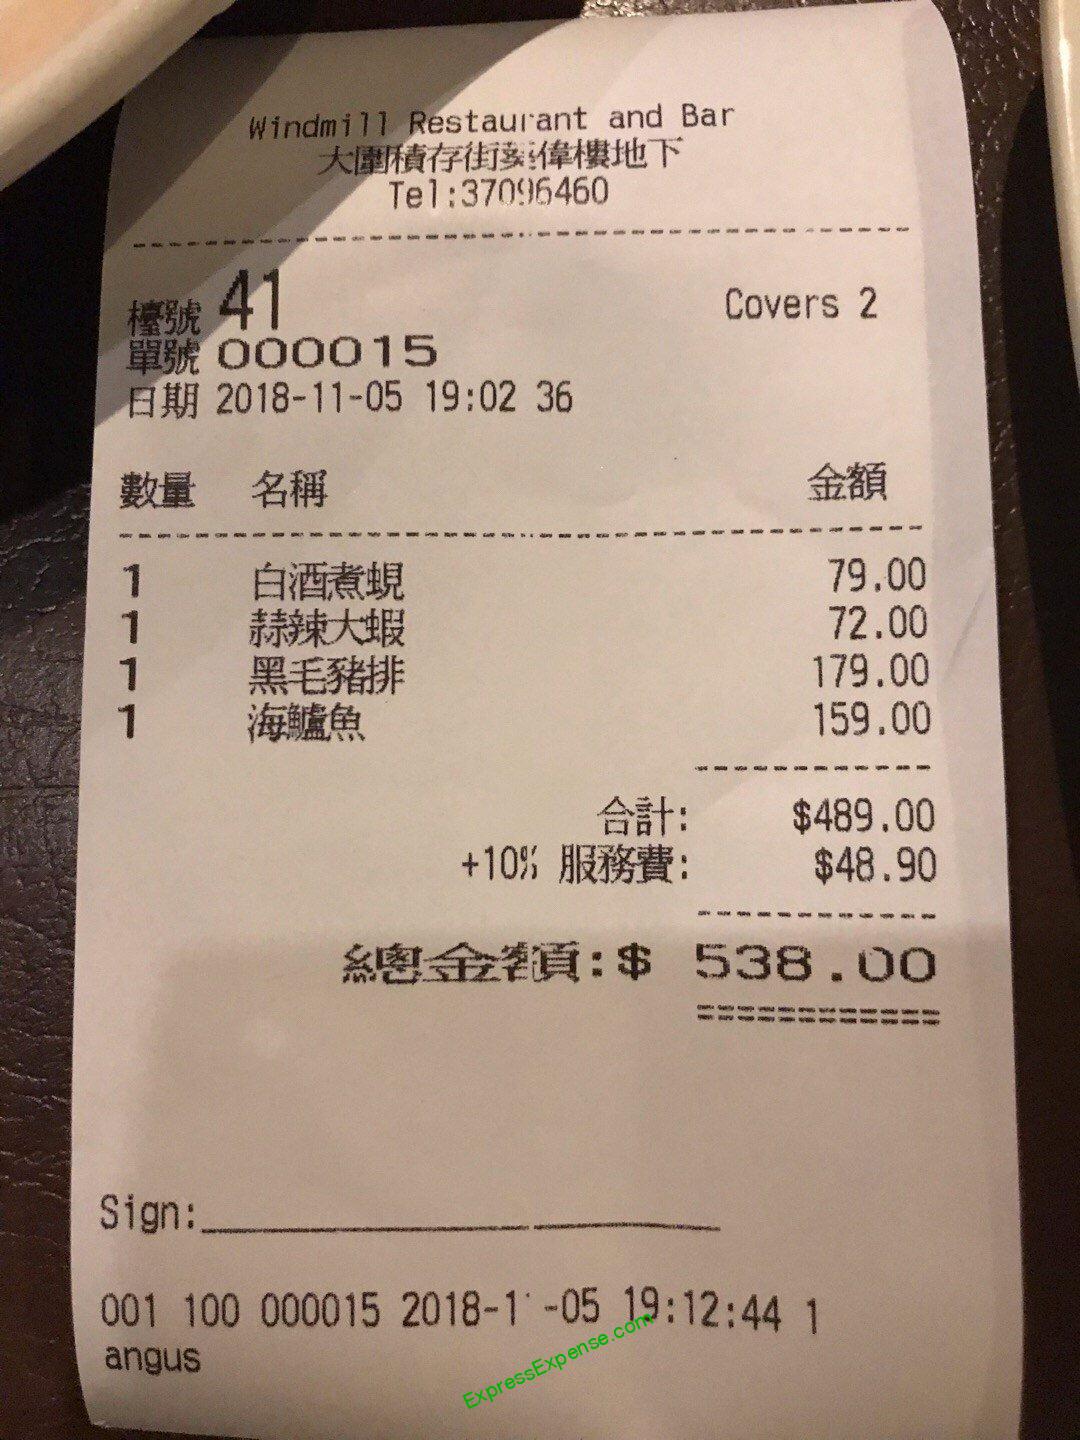 Windmill Restaurant and Bar
大圍積存街葵偉樓地下
Tel:37096460
檯號 41 Covers 2
單號 000015
日期 2018-11-05 19:02 36
數量 名稱 金額
1 白酒煮蜆 79.00
1 蒜辣大蝦 72.00
1 黑毛豬排 179.00
1 海鱸魚 159.00
合計: $489.00
+10% 服務費: $48.90
總金額:$ 538.00
Sign:
001 100 000015 2018-11-05 19:12:44 1
angus
ExpressExpense.com